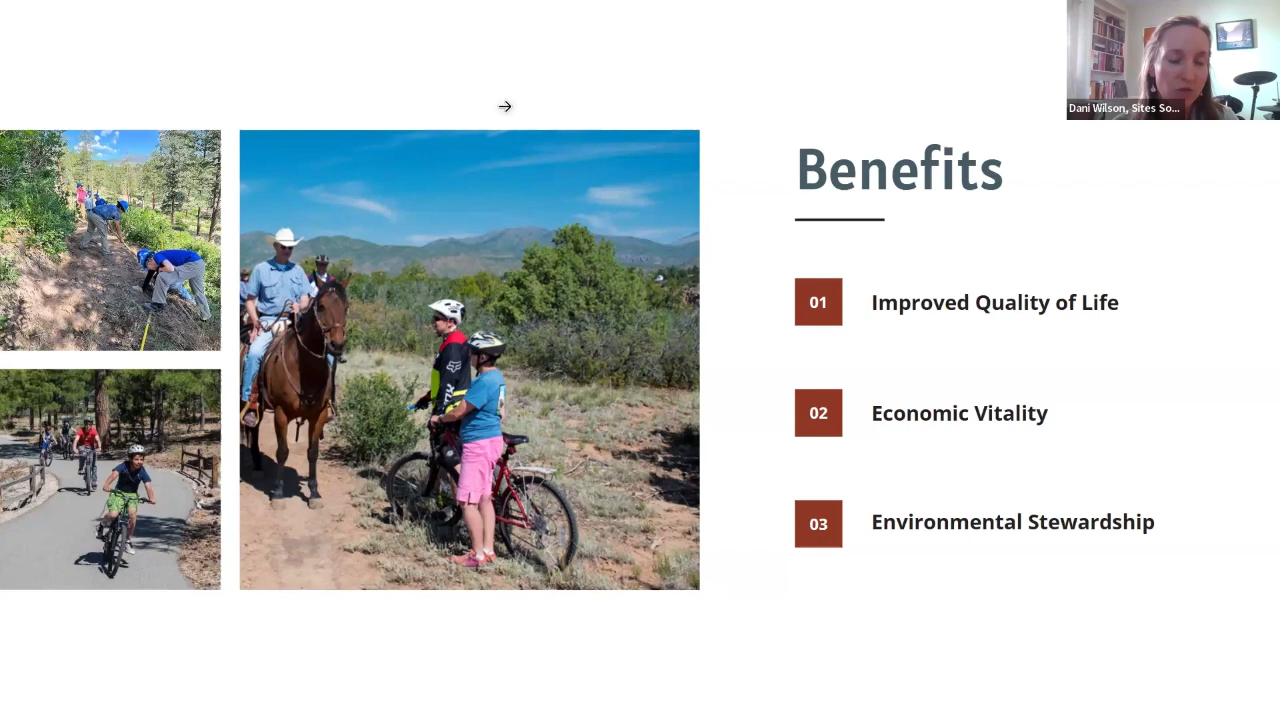 Dani Wilson, Sites So...
Benefits
01 Improved Quality of Life
02 Economic Vitality
03 Environmental Stewardship